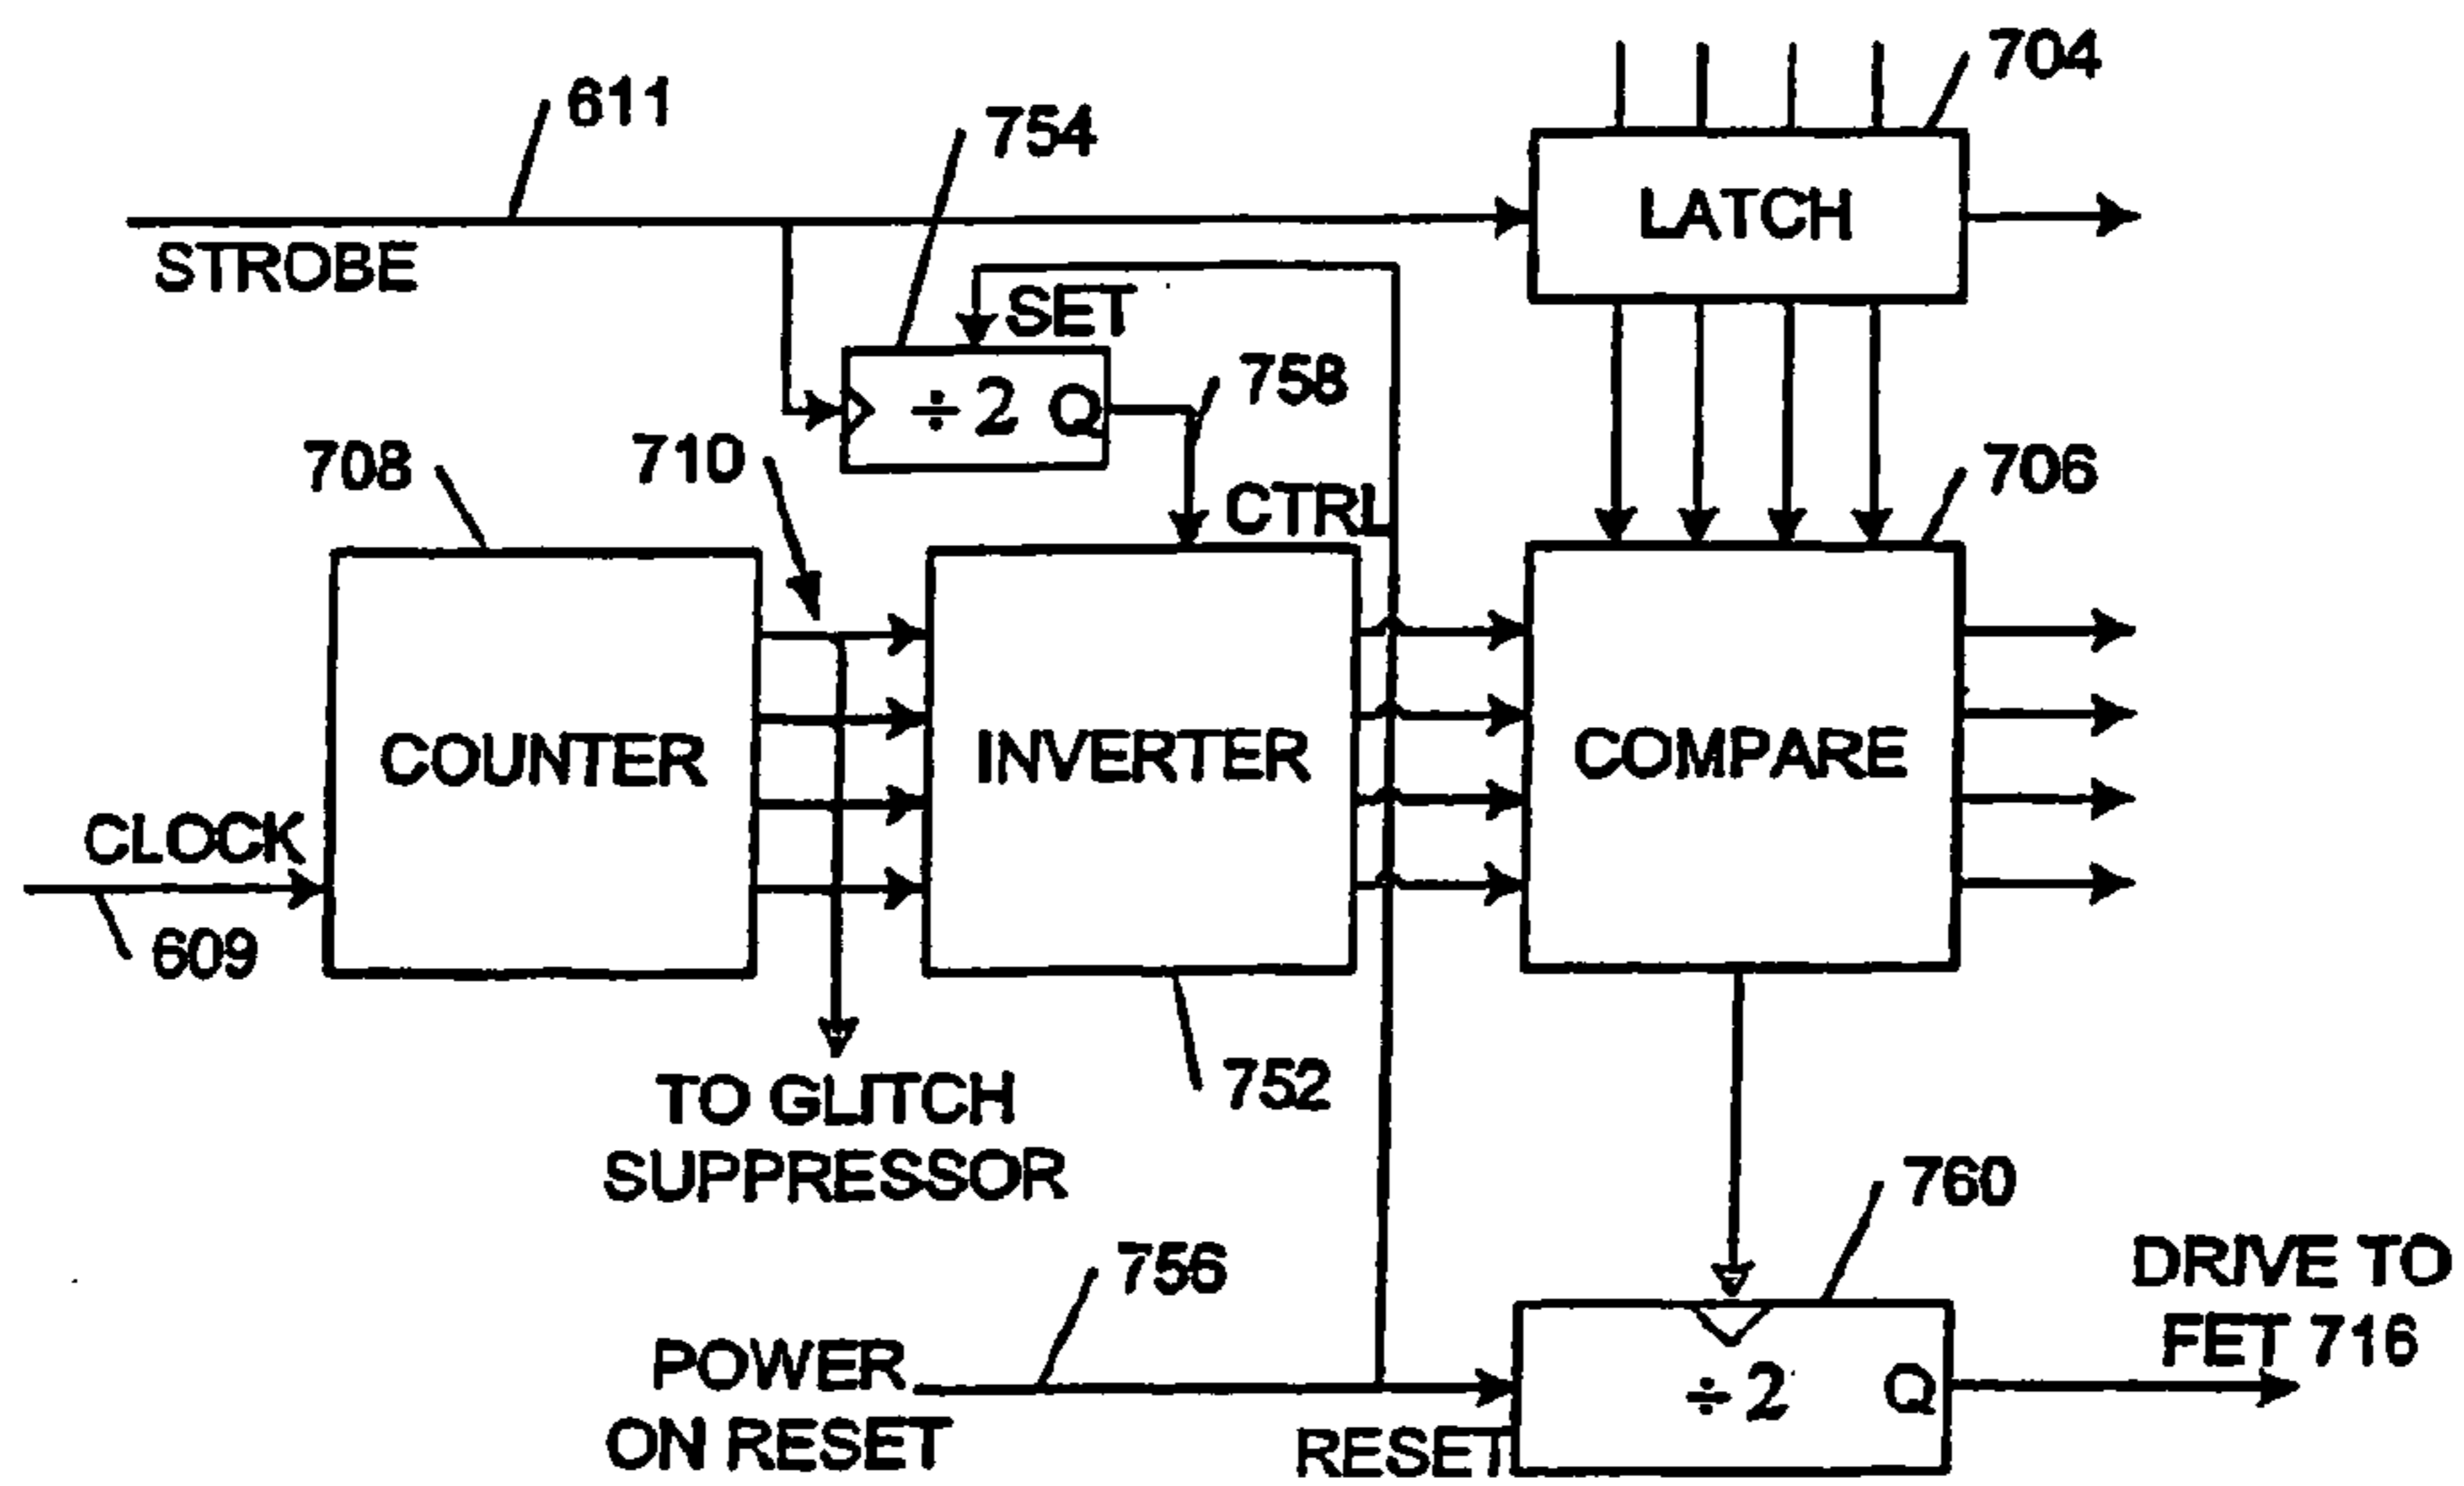 704
611
754
LATCH
STROBE
SET
758
÷2 Q
710
708
706
CTRL
COUNTER
INVERTER
COMPARE
CLOCK
609
752
TO GLITCH
SUPPRESSOR
760
756
DRIVE TO
FET 716
POWER
ON RESET
÷2 Q
RESET